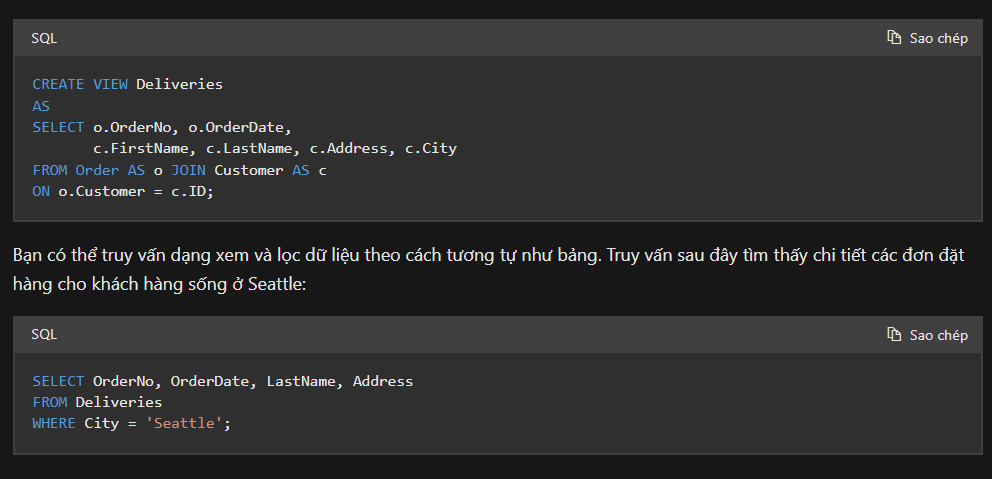 SQL
Sao chép
CREATE VIEW Deliveries
AS
SELECT o.OrderNo, o.OrderDate,
       c.FirstName, c.LastName, c.Address, c.City
FROM Order AS o JOIN Customer AS c
ON o.Customer = c.ID;
Bạn có thể truy vấn dạng xem và lọc dữ liệu theo cách tương tự như bảng. Truy vấn sau đây tìm thấy chi tiết các đơn đặt
hàng cho khách hàng sống ở Seattle:
SQL
Sao chép
SELECT OrderNo, OrderDate, LastName, Address
FROM Deliveries
WHERE City = 'Seattle';